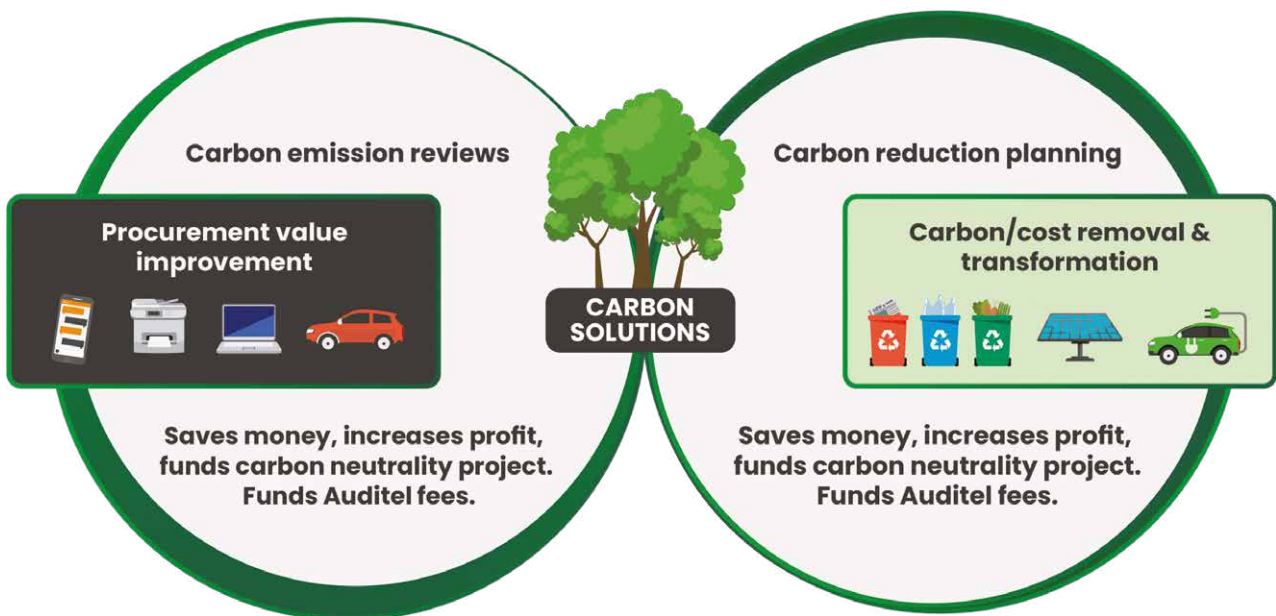 Carbon emission reviews
Procurement value
improvement
Saves money, increases profit,
funds carbon neutrality project.
Funds Auditel fees.
CARBON
SOLUTIONS
Carbon reduction planning
Carbon/cost removal &
transformation
Saves money, increases profit,
funds carbon neutrality project.
Funds Auditel fees.